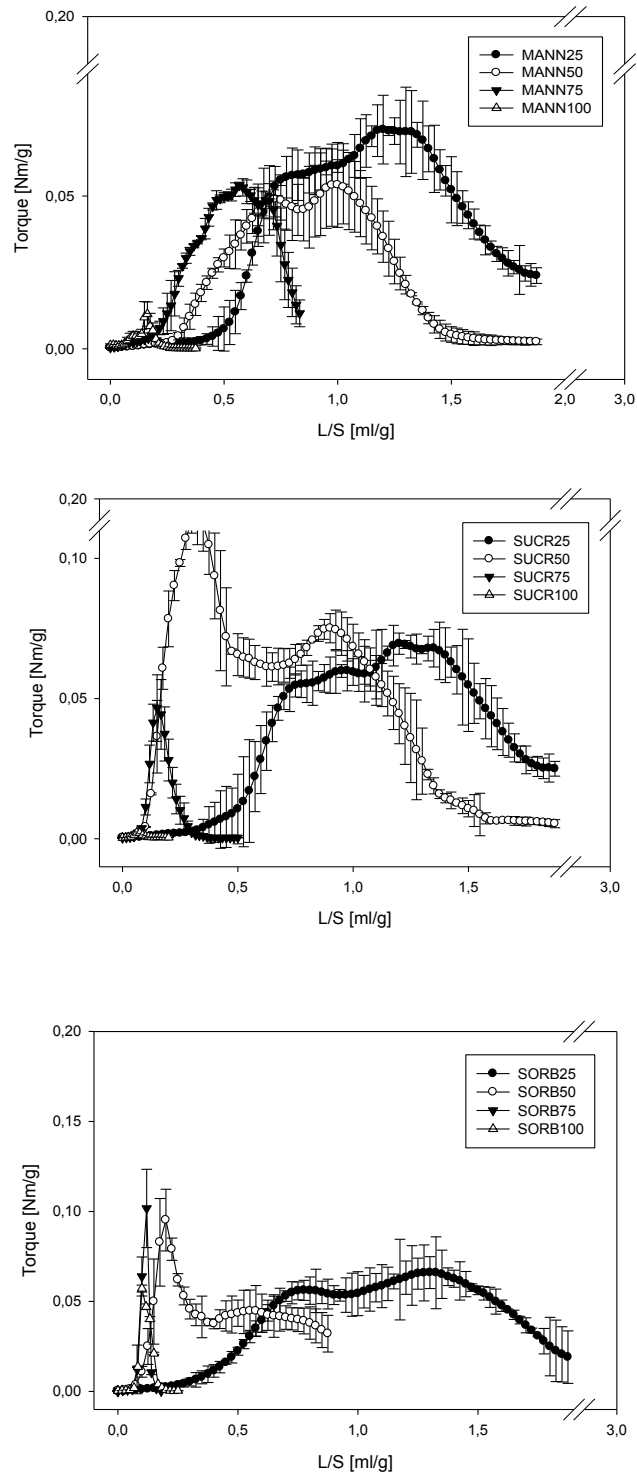 0,20
MANN25
MANN50
MANN75
MANN100
0,05
0,00
Torque [Nm/g]
0,0 0,5 1,0 1,5 2,0 3,0
L/S [ml/g]
0,20
SUCR25
SUCR50
SUCR75
SUCR100
0,10
0,05
0,00
Torque [Nm/g]
0,0 0,5 1,0 1,5 3,0
L/S [ml/g]
0,20
SORB25
SORB50
SORB75
SORB100
0,15
0,10
0,05
0,00
Torque [Nm/g]
0,0 0,5 1,0 1,5 3,0
L/S [ml/g]